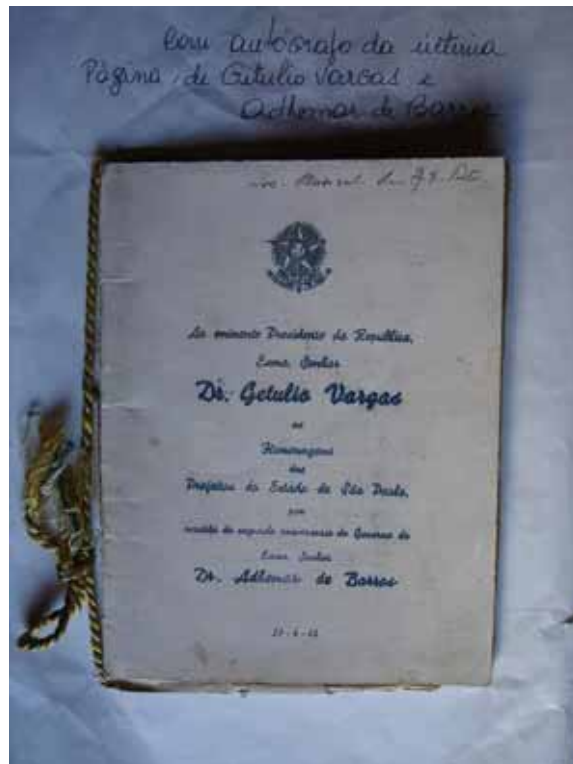 Com autógrafo da última
Página, de Getulio Vargas e
Adhemar de Barros
Ao eminente Presidente da República,
Exmo. Senhor
Dr. Getulio Vargas
as
Homenagens
dos
Prefeitos do Estado de São Paulo,
por
do segundo aniversario do Governo do
Exmo. Senhor
Dr. Adhemar de Barros